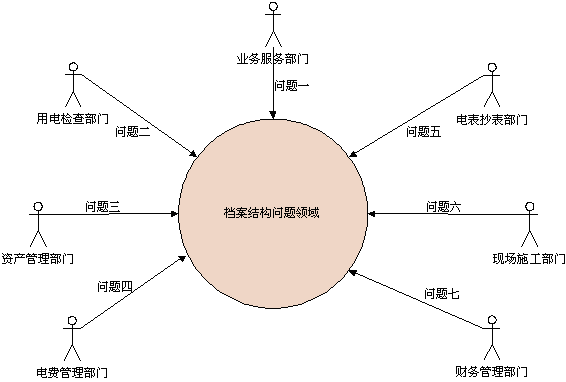 业务服务部门
问题一
用电检查部门
问题二
电表抄表部门
问题五
资产管理部门
问题三
档案结构问题领域
问题六
现场施工部门
电费管理部门
问题四
问题七
财务管理部门